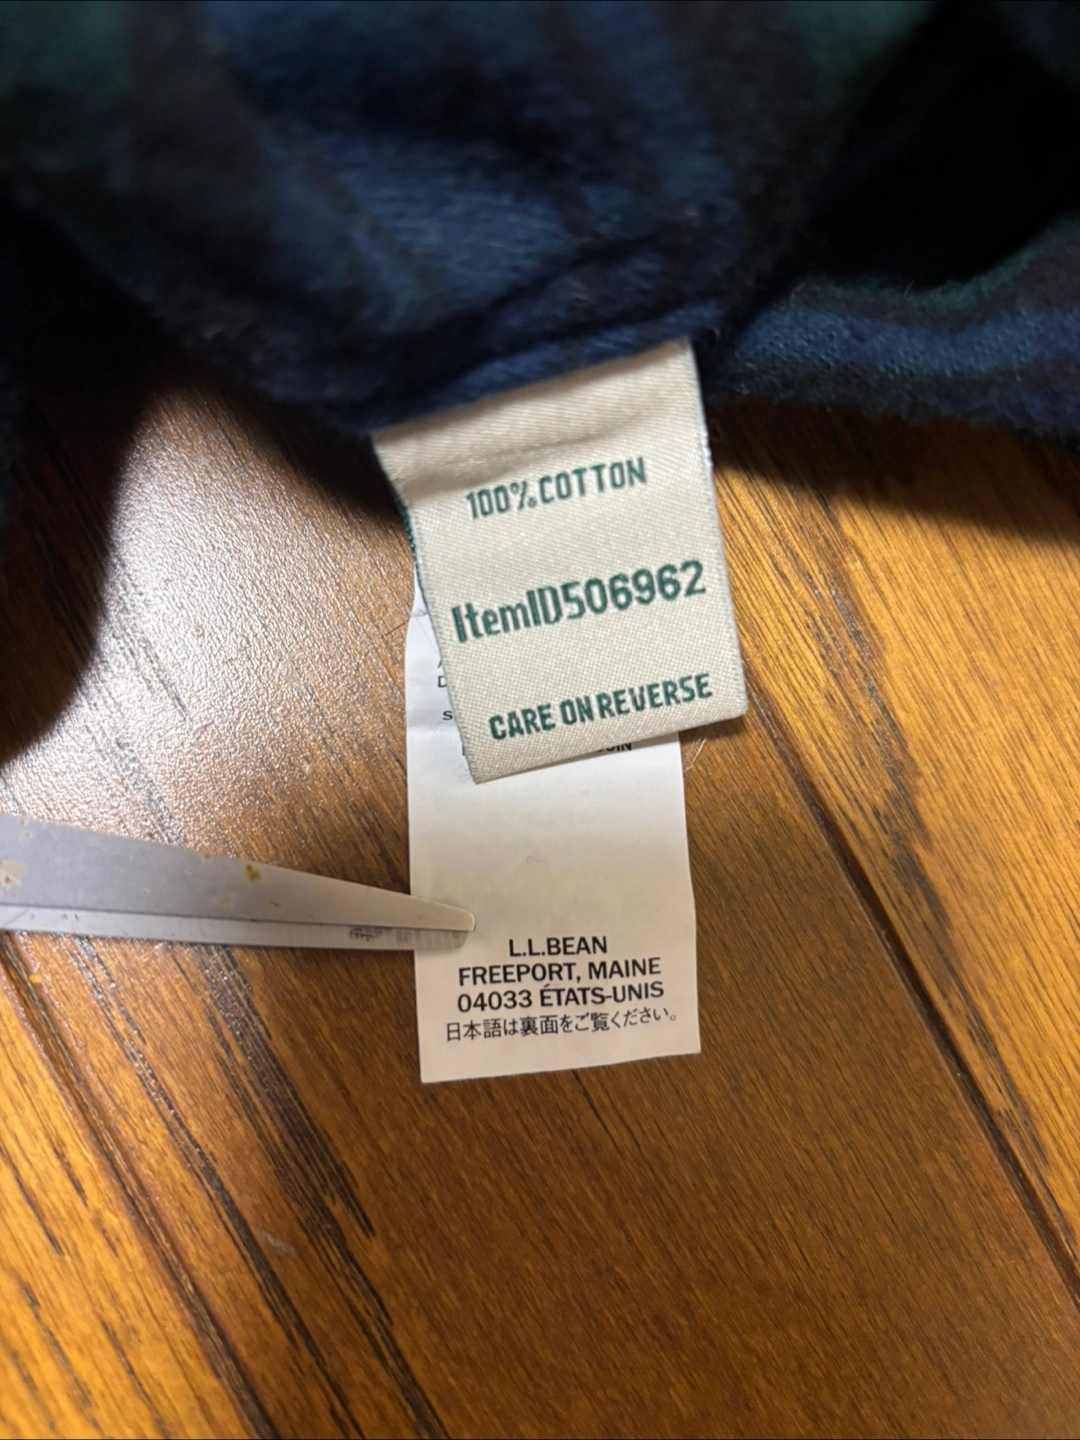 100% COTTON
ItemID506962
CARE ON REVERSE
L.L.BEAN
FREEPORT, MAINE
04033 ÉTATS-UNIS
日本語は裏面をご覧ください。